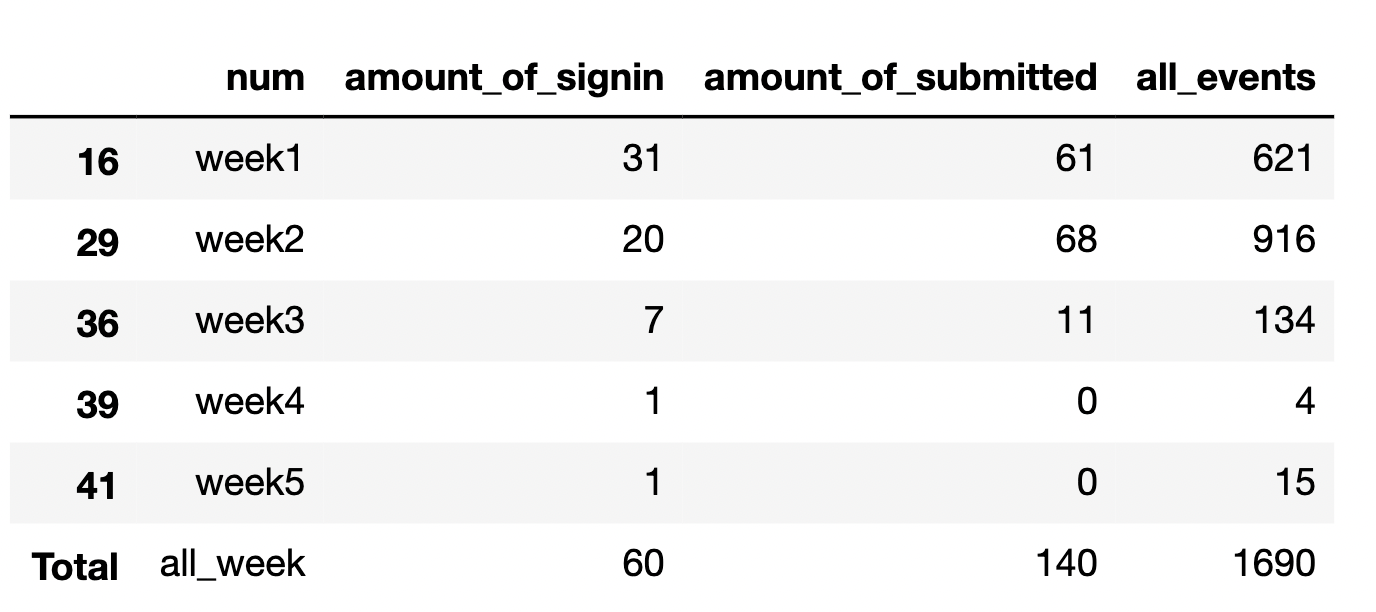 num amount_of_signin amount_of_submitted all_events
16 week1 31 61 621
29 week2 20 68 916
36 week3 7 11 134
39 week4 1 0 4
41 week5 1 0 15
Total all_week 60 140 1690